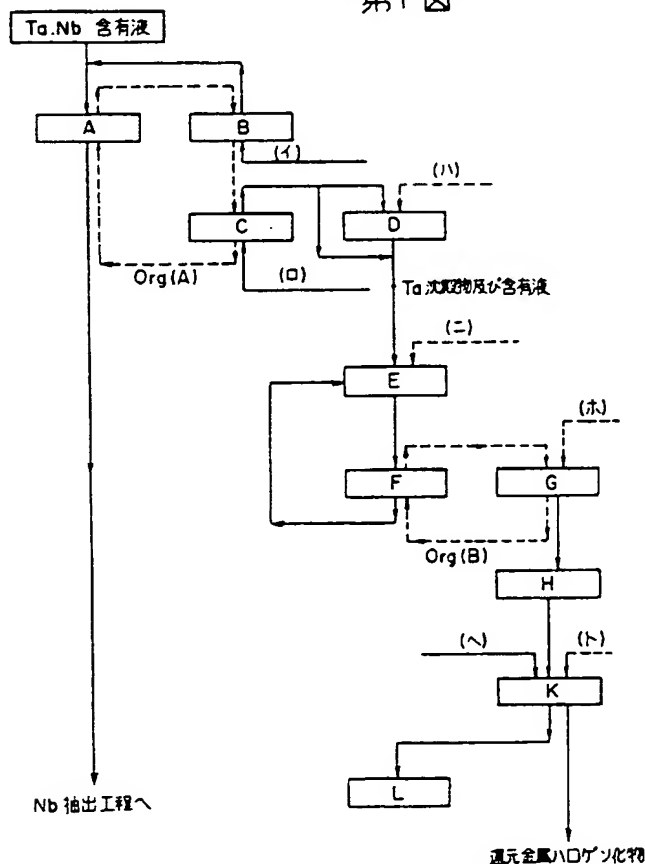 第1図
Ta.Nb 含有液
A
B
(イ)
(ハ)
C
D
Org(A)
(ロ)
Ta 沈澱物及び含有液
(ニ)
E
(ホ)
F
G
Org(B)
H
(ヘ)
(ト)
K
L
Nb 抽出工程へ
還元金属ハロゲン化物